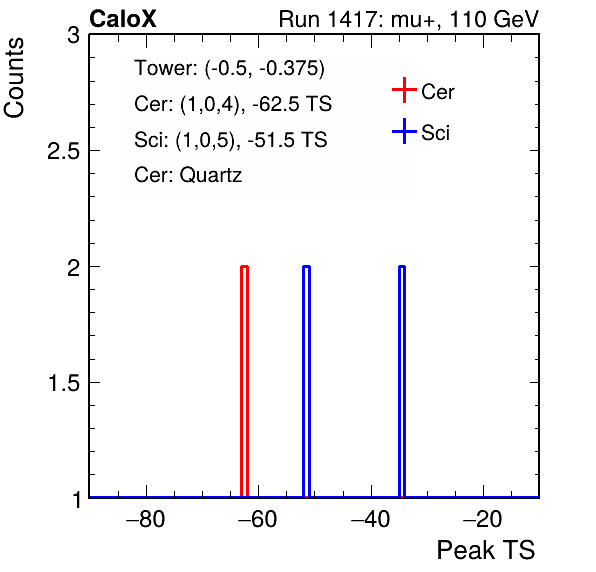 CaloX Run 1417: mu+, 110 GeV
Counts
3
2.5
2
1.5
1
Tower: (-0.5, -0.375)
Cer: (1,0,4), -62.5 TS
Sci: (1,0,5), -51.5 TS
Cer: Quartz
Cer
Sci
−80 −60 −40 −20
Peak TS